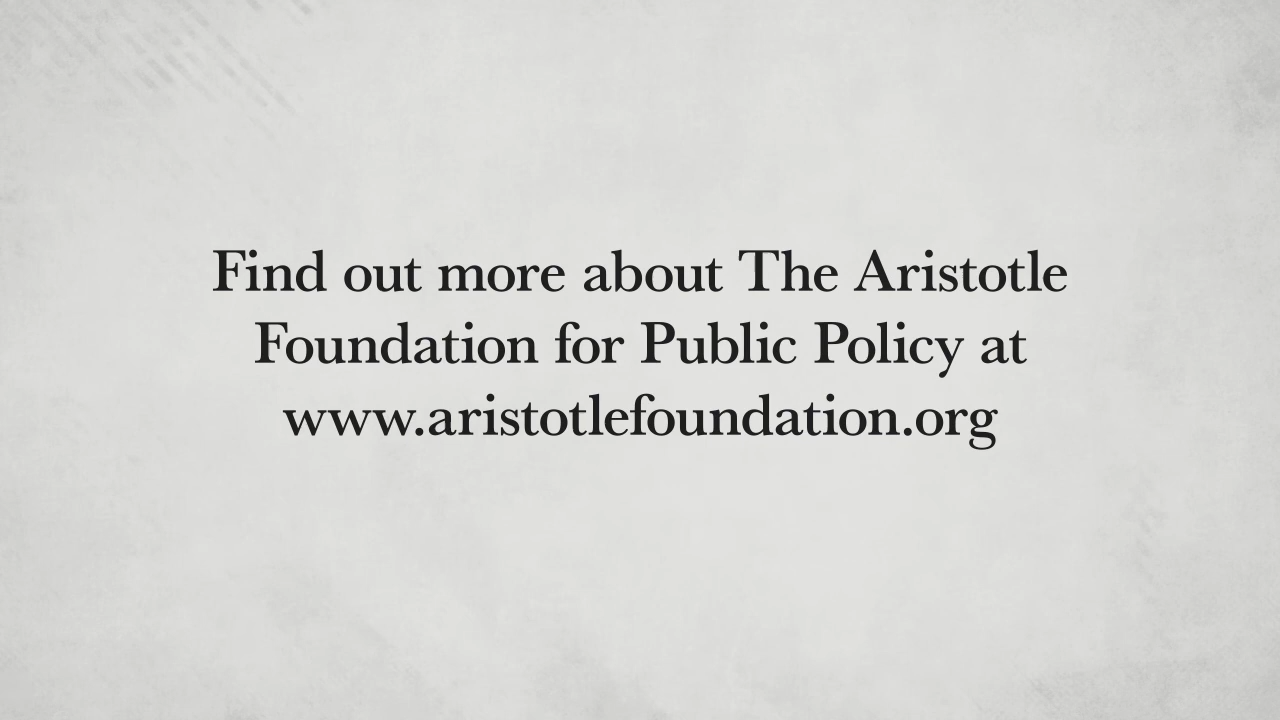 Find out more about The Aristotle
Foundation for Public Policy at
www.aristotlefoundation.org